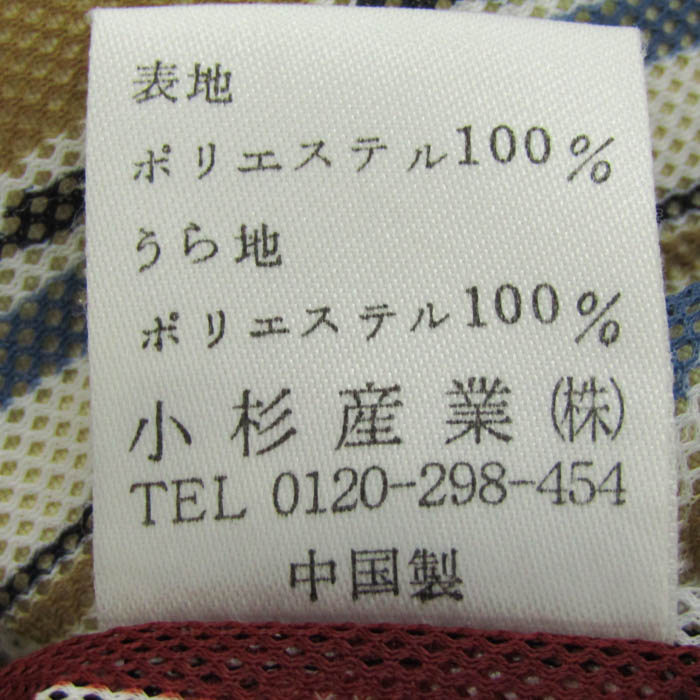 表地
ポリエステル100%
うら地
ポリエステル100%
小杉産業(株)
TEL 0120-298-454
中国製